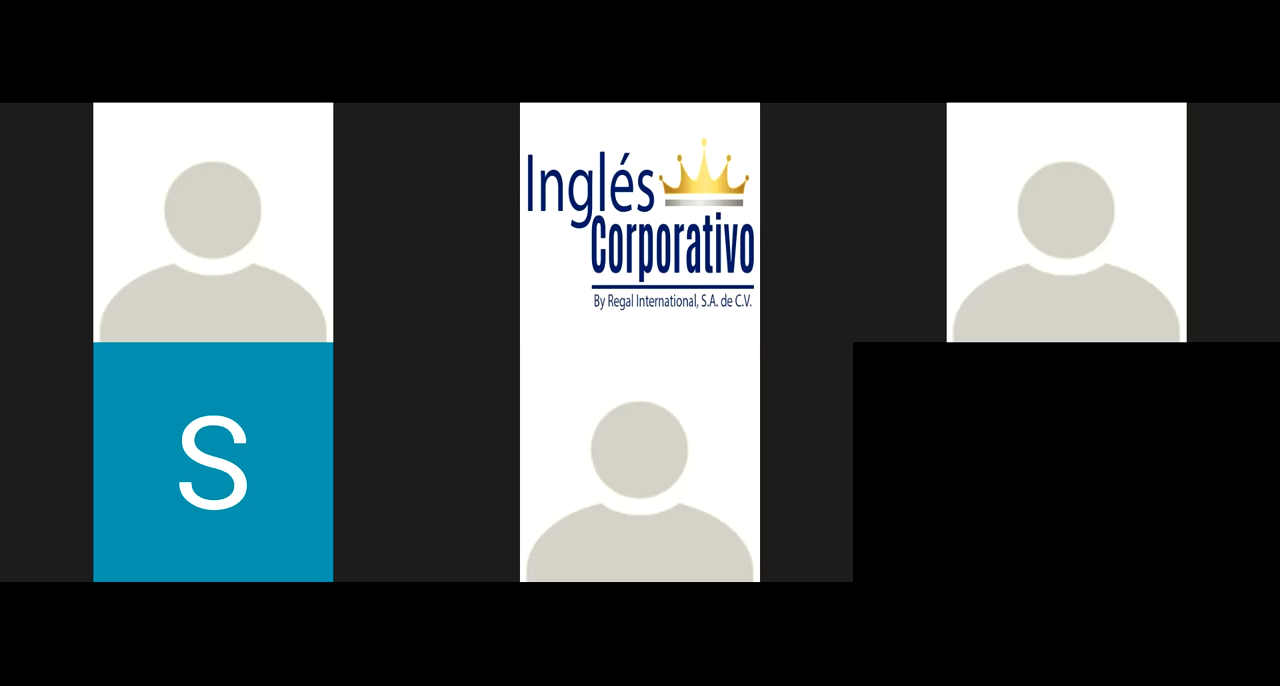 Inglés
Corporativo
By Regal International, S.A. de C.V.
S